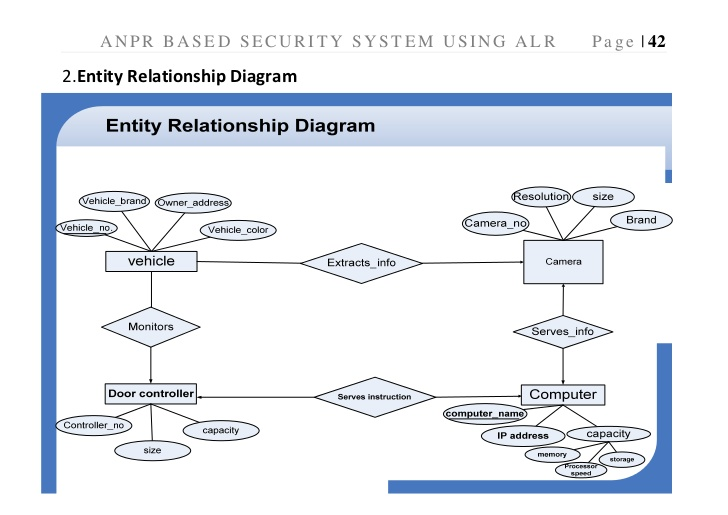 ANPR BASED SECURITY SYSTEM USING ALR Page | 42
2.Entity Relationship Diagram
Entity Relationship Diagram
Vehicle_brand
Owner_address
Vehicle_no.
Vehicle_color
vehicle
Resolution
size
Camera_no
Brand
Extracts_info
Camera
Monitors
Serves_info
Door controller
Serves instruction
Computer
Controller_no
capacity
size
computer_name
IP address
capacity
memory
storage
Processor
speed